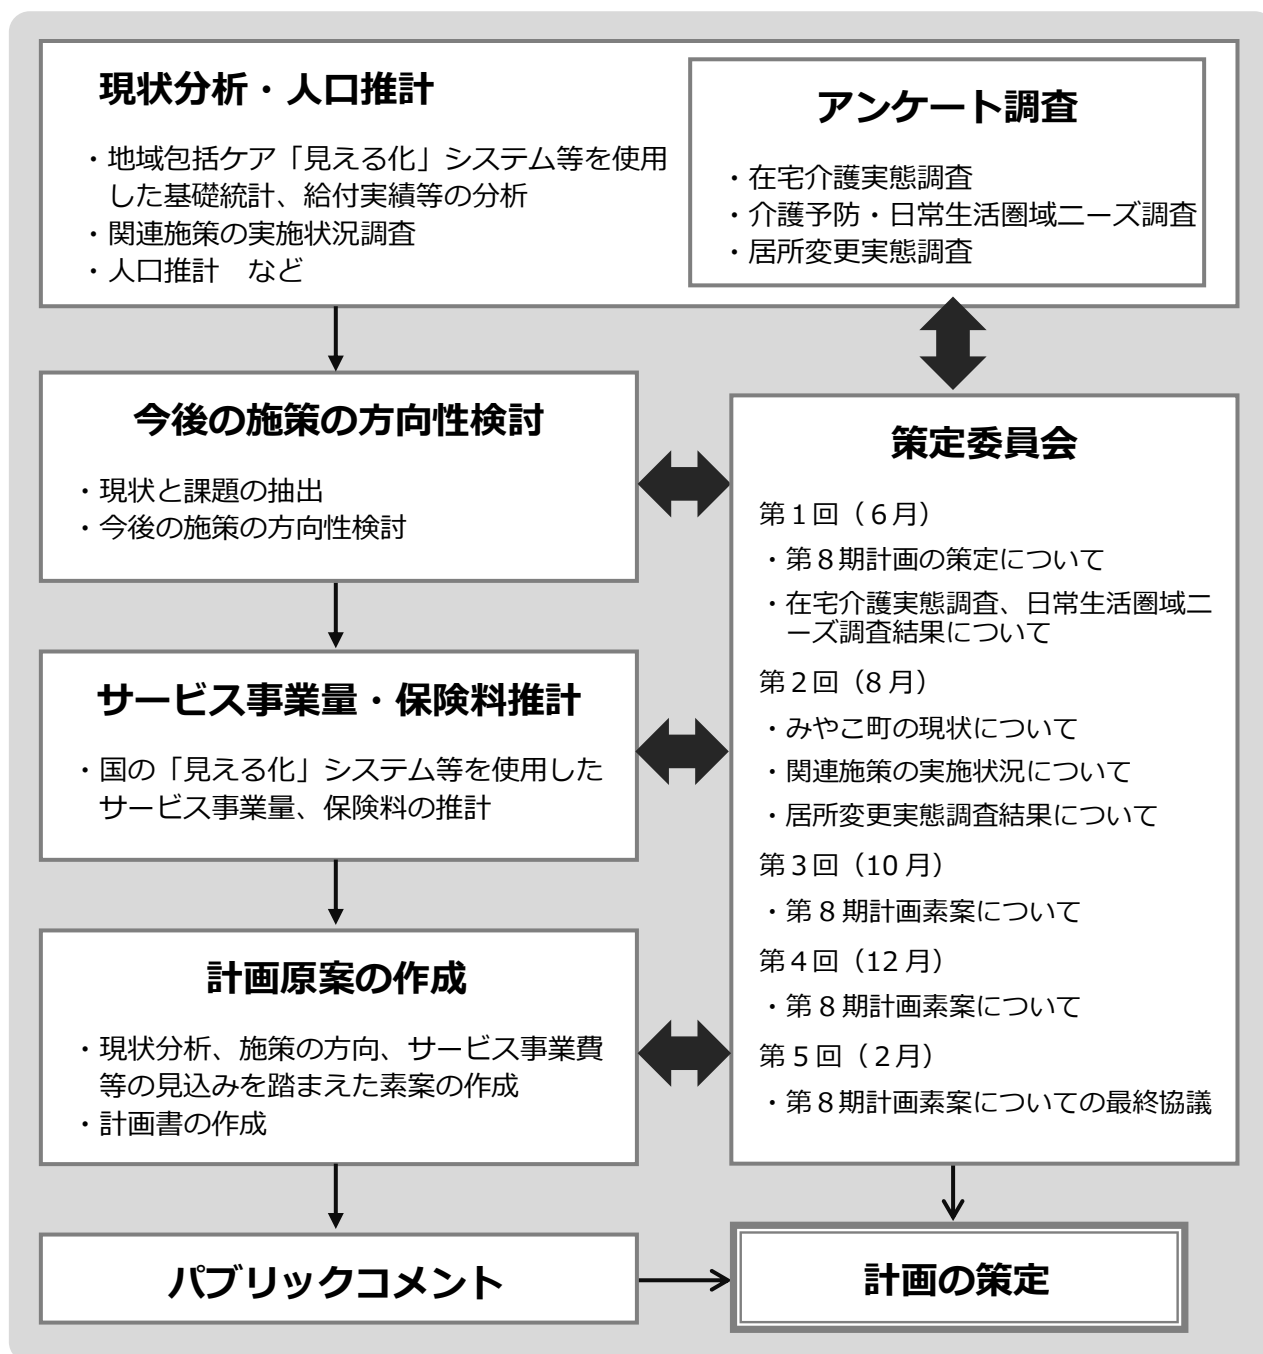 現状分析・人口推計
・地域包括ケア「見える化」システム等を使用
した基礎統計、給付実績等の分析
・関連施策の実施状況調査
・人口推計　など
アンケート調査
・在宅介護実態調査
・介護予防・日常生活圏域ニーズ調査
・居所変更実態調査
今後の施策の方向性検討
・現状と課題の抽出
・今後の施策の方向性検討
サービス事業量・保険料推計
・国の「見える化」システム等を使用した
サービス事業量、保険料の推計
計画原案の作成
・現状分析、施策の方向、サービス事業費
等の見込みを踏まえた素案の作成
・計画書の作成
パブリックコメント
策定委員会
第１回（６月）
・第８期計画の策定について
・在宅介護実態調査、日常生活圏域ニ
ーズ調査結果について
第２回（８月）
・みやこ町の現状について
・関連施策の実施状況について
・居所変更実態調査結果について
第３回（10 月）
・第８期計画素案について
第４回（12 月）
・第８期計画素案について
第５回（２月）
・第８期計画素案についての最終協議
計画の策定